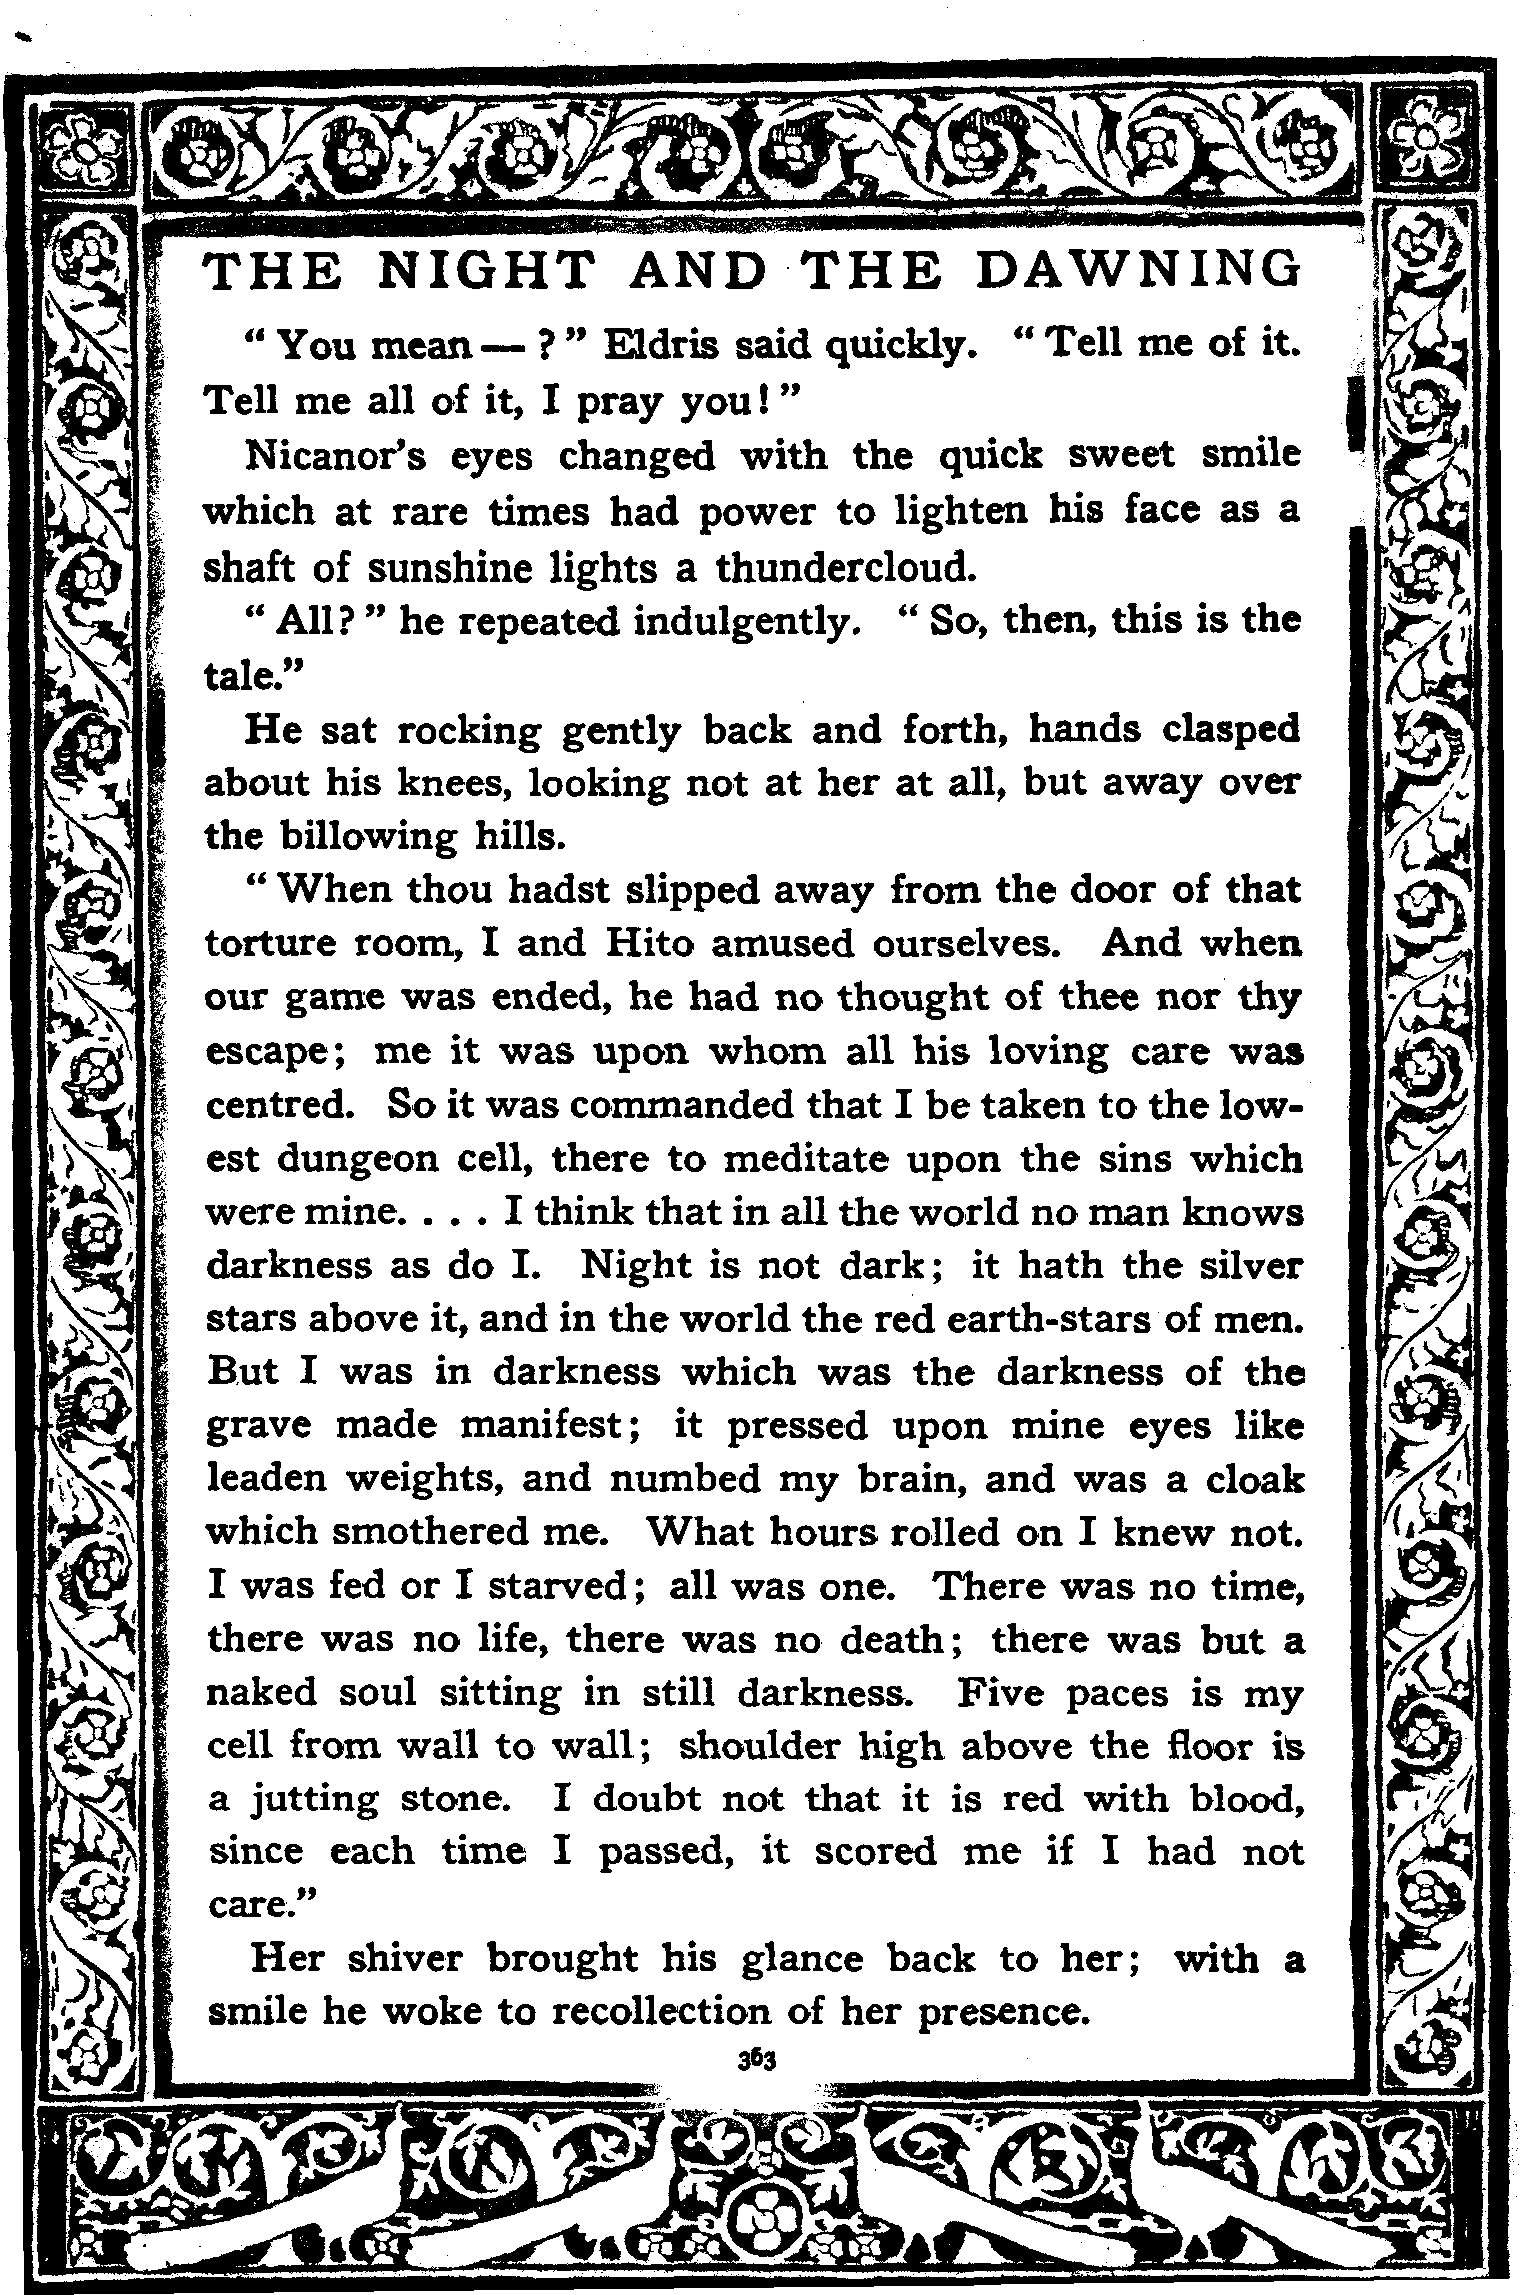 THE NIGHT AND THE DAWNING
“ You mean — ? ” Eldris said quickly. “ Tell me of it.
Tell me all of it, I pray you! ”
Nicanor’s eyes changed with the quick sweet smile
which at rare times had power to lighten his face as a
shaft of sunshine lights a thundercloud.
“ All? ” he repeated indulgently. “ So, then, this is the
tale.”
He sat rocking gently back and forth, hands clasped
about his knees, looking not at her at all, but away over
the billowing hills.
“ When thou hadst slipped away from the door of that
torture room, I and Hito amused ourselves. And when
our game was ended, he had no thought of thee nor thy
escape; me it was upon whom all his loving care was
centred. So it was commanded that I be taken to the low-
est dungeon cell, there to meditate upon the sins which
were mine. . . . I think that in all the world no man knows
darkness as do I. Night is not dark; it hath the silver
stars above it, and in the world the red earth-stars of men.
But I was in darkness which was the darkness of the
grave made manifest; it pressed upon mine eyes like
leaden weights, and numbed my brain, and was a cloak
which smothered me. What hours rolled on I knew not.
I was fed or I starved; all was one. There was no time,
there was no life, there was no death; there was but a
naked soul sitting in still darkness. Five paces is my
cell from wall to wall; shoulder high above the floor is
a jutting stone. I doubt not that it is red with blood,
since each time I passed, it scored me if I had not
care.”
Her shiver brought his glance back to her; with a
smile he woke to recollection of her presence.
363